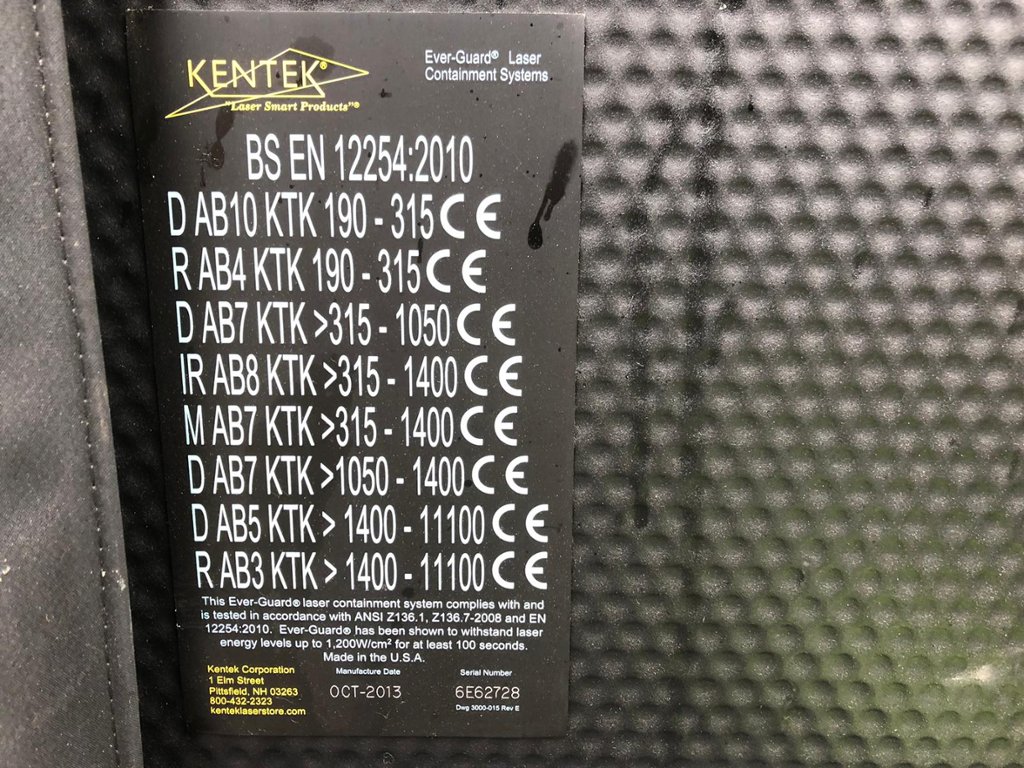 KENTEK®
"Laser Smart Products"®
Ever-Guard® Laser
Containment Systems
BS EN 12254:2010
D AB10 KTK 190 - 315 CE
R AB4 KTK 190 - 315 CE
D AB7 KTK >315 - 1050 CE
IR AB8 KTK >315 - 1400 CE
M AB7 KTK >315 - 1400 CE
D AB7 KTK >1050 - 1400 CE
D AB5 KTK > 1400 - 11100 CE
R AB3 KTK > 1400 - 11100 CE
This Ever-Guard® laser containment system complies with and
is tested in accordance with ANSI Z136.1, Z136.7-2008 and EN
12254:2010. Ever-Guard® has been shown to withstand laser
energy levels up to 1,200W/cm² for at least 100 seconds.
Made in the U.S.A.
Kentek Corporation
1 Elm Street
Pittsfield, NH 03263
800-432-2323
kenteklaserstore.com
Manufacture Date
OCT-2013
Serial Number
6E62728
Dwg 3000-015 Rev E